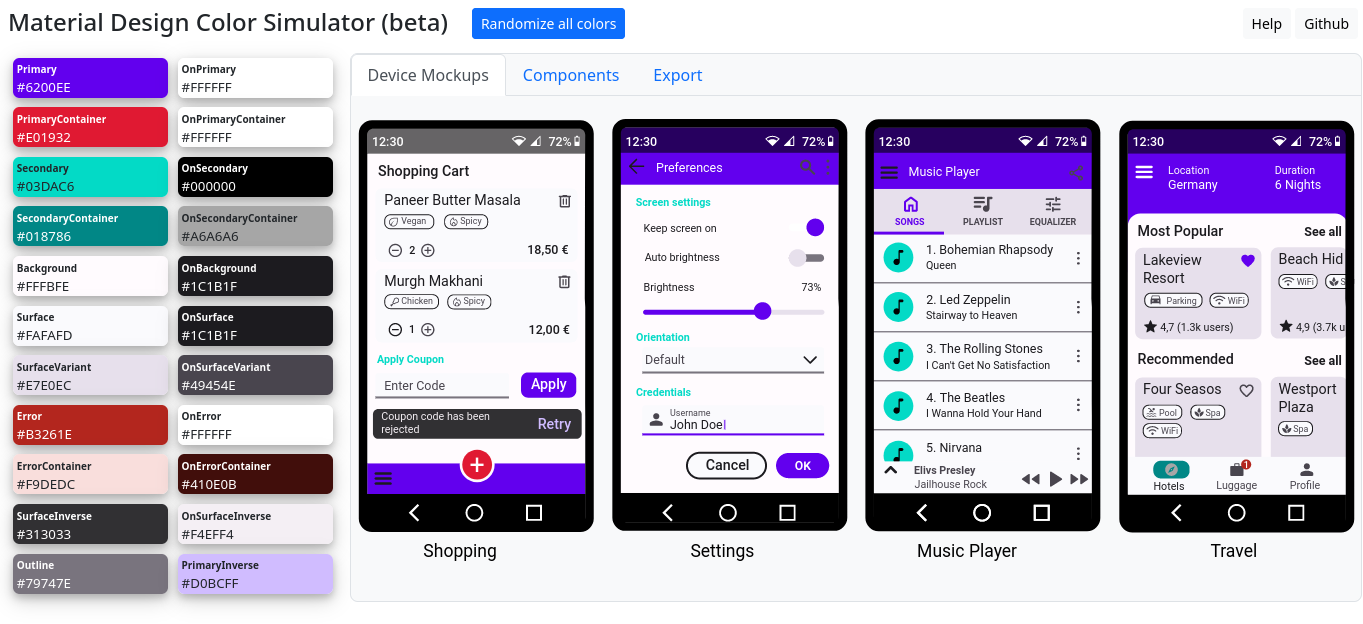 Material Design Color Simulator (beta)
Randomize all colors
Help
Github
Primary
#6200EE
OnPrimary
#FFFFFF
PrimaryContainer
#E01932
OnPrimaryContainer
#FFFFFF
Secondary
#03DAC6
OnSecondary
#000000
SecondaryContainer
#018786
OnSecondaryContainer
#A6A6A6
Background
#FFFBFE
OnBackground
#1C1B1F
Surface
#FAFAFD
OnSurface
#1C1B1F
SurfaceVariant
#E7E0EC
OnSurfaceVariant
#49454E
Error
#B3261E
OnError
#FFFFFF
ErrorContainer
#F9DEDC
OnErrorContainer
#410E0B
SurfaceInverse
#313033
OnSurfaceInverse
#F4EFF4
Outline
#79747E
PrimaryInverse
#D0BCFF
Device Mockups
Components
Export
12:30
72%
Shopping Cart
Paneer Butter Masala
Vegan
Spicy
2
18,50 €
Murgh Makhani
Chicken
Spicy
1
12,00 €
Apply Coupon
Enter Code
Apply
Coupon code has been
rejected
Retry
Shopping
12:30
72%
Preferences
Screen settings
Keep screen on
Auto brightness
Brightness
73%
Orientation
Default
Credentials
Username
John Doe
Cancel
OK
Settings
12:30
72%
Music Player
SONGS
PLAYLIST
EQUALIZER
1. Bohemian Rhapsody
Queen
2. Led Zeppelin
Stairway to Heaven
3. The Rolling Stones
I Can't Get No Satisfaction
4. The Beatles
I Wanna Hold Your Hand
5. Nirvana
Elivs Presley
Jailhouse Rock
Music Player
12:30
72%
Location
Germany
Duration
6 Nights
Most Popular
See all
Lakeview
Resort
Parking
WiFi
4,7 (1.3k users)
Beach Hid
WiFi
S
4,9 (3.7k u
Recommended
See all
Four Seasos
Pool
Spa
WiFi
Westport
Plaza
Spa
Hotels
1
Luggage
Profile
Travel